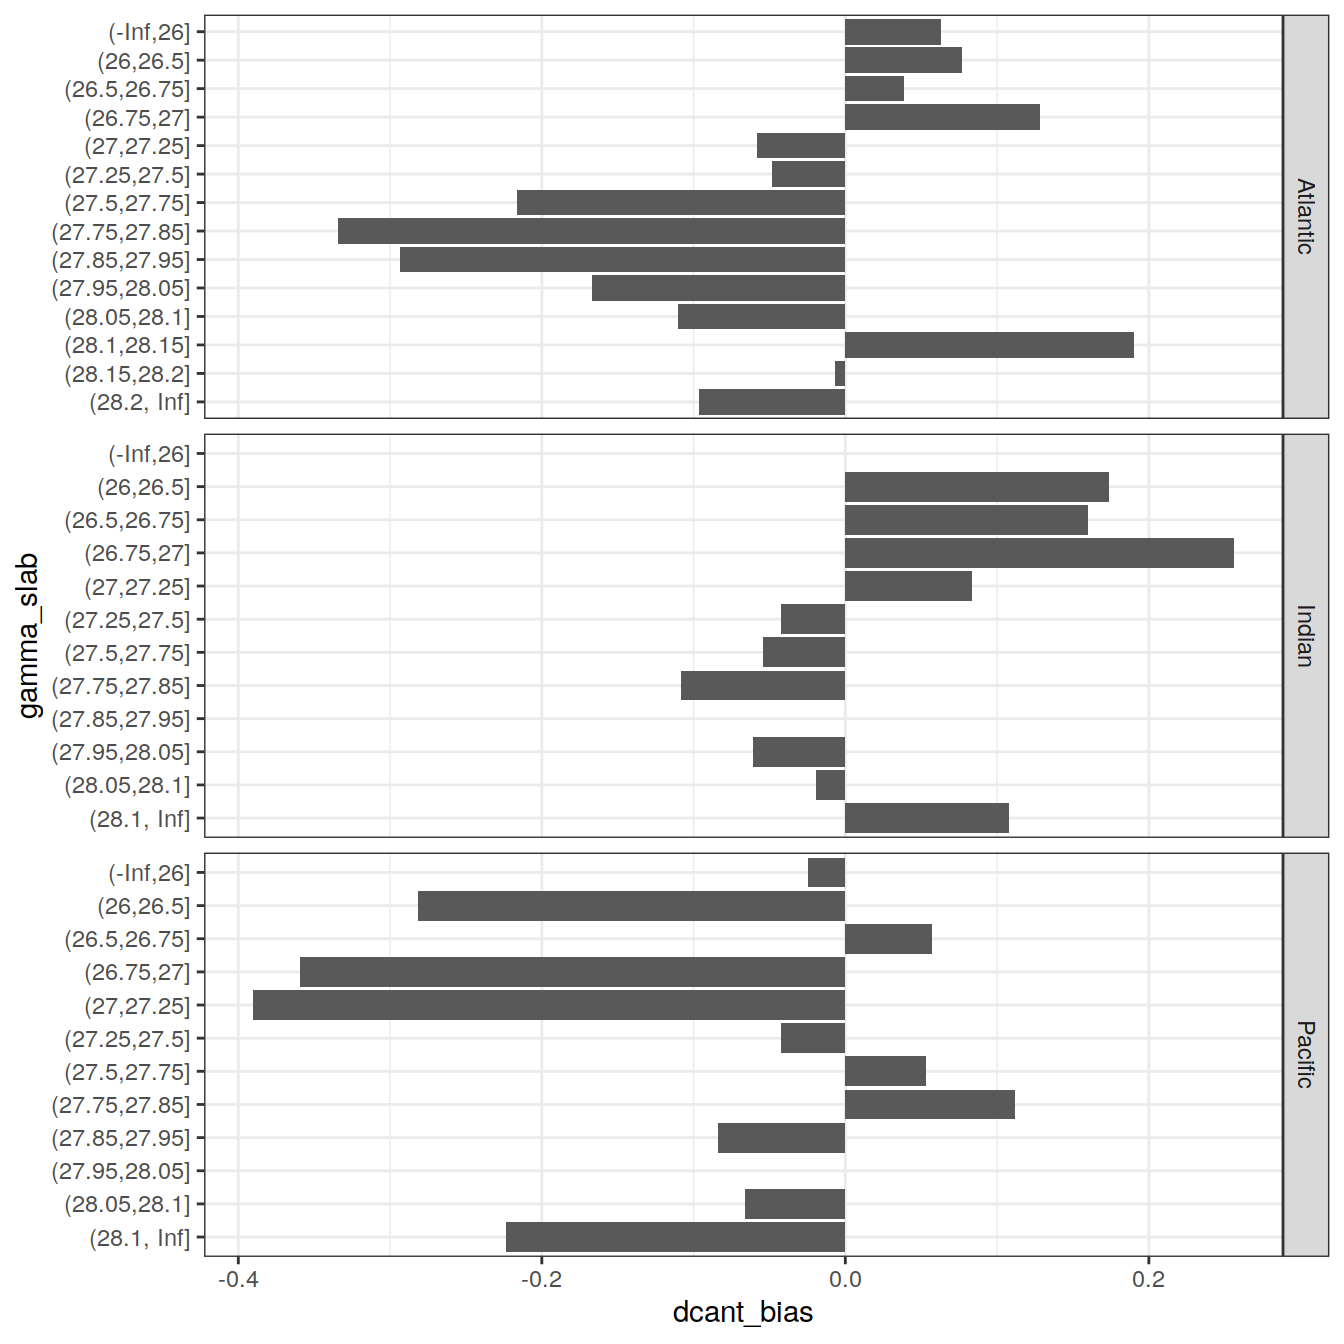 (-Inf,26]
(26,26.5]
(26.5,26.75]
(26.75,27]
(27,27.25]
(27.25,27.5]
(27.5,27.75]
(27.75,27.85]
(27.85,27.95]
(27.95,28.05]
(28.05,28.1]
(28.1,28.15]
(28.15,28.2]
(28.2, Inf]
Atlantic
(-Inf,26]
(26,26.5]
(26.5,26.75]
(26.75,27]
(27,27.25]
(27.25,27.5]
(27.5,27.75]
(27.75,27.85]
(27.85,27.95]
(27.95,28.05]
(28.05,28.1]
(28.1, Inf]
Indian
gamma_slab
(-Inf,26]
(26,26.5]
(26.5,26.75]
(26.75,27]
(27,27.25]
(27.25,27.5]
(27.5,27.75]
(27.75,27.85]
(27.85,27.95]
(27.95,28.05]
(28.05,28.1]
(28.1, Inf]
Pacific
-0.4 -0.2 0.0 0.2
dcant_bias